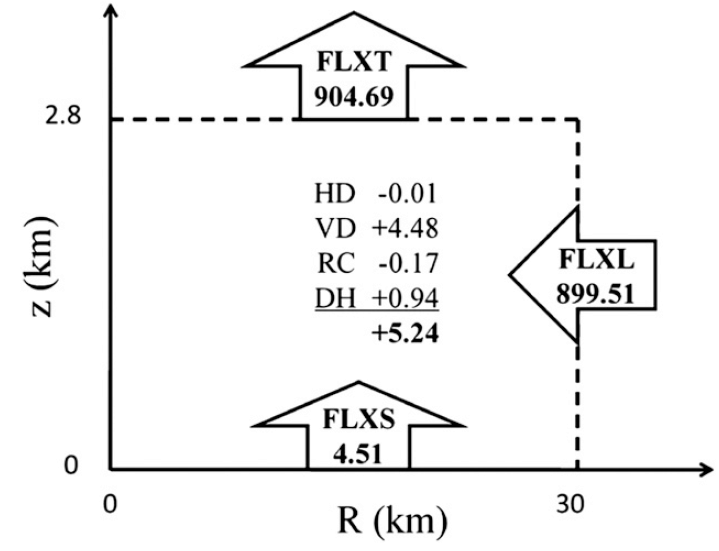 FLXT
904.69
2.8
HD -0.01
VD +4.48
RC -0.17
DH +0.94
+5.24
FLXL
899.51
z (km)
FLXS
4.51
0
0
30
R (km)